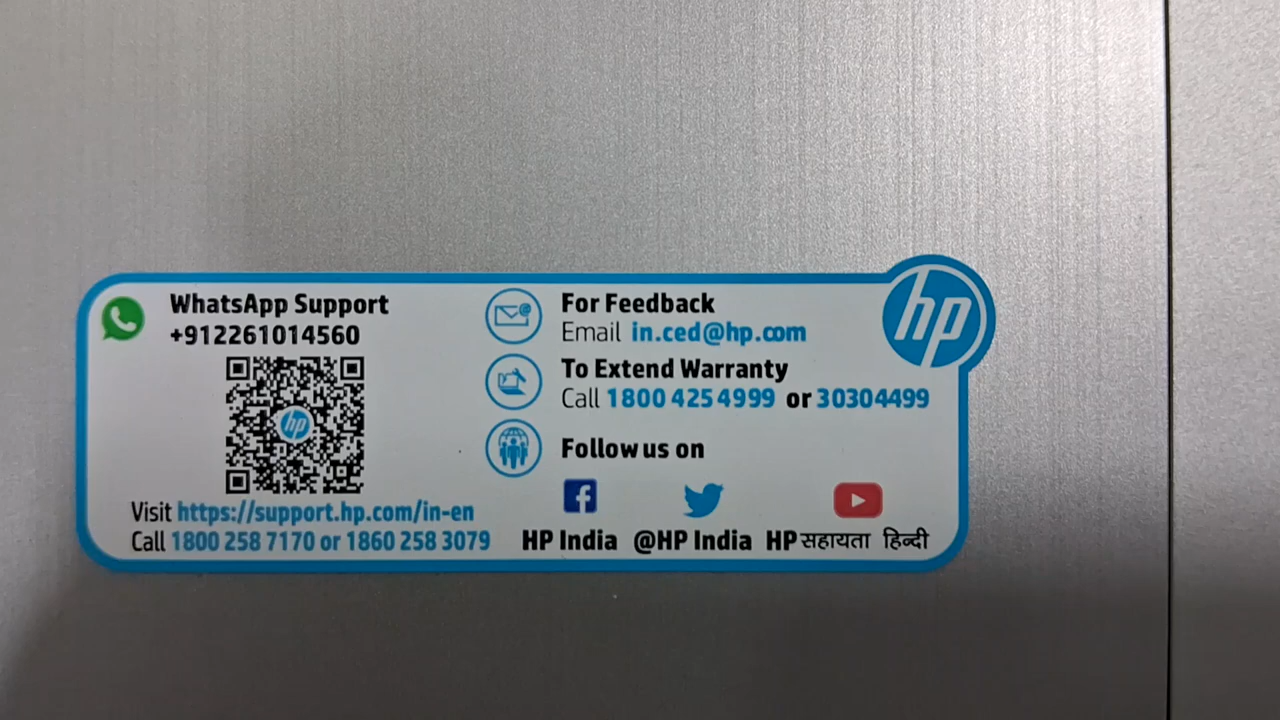 WhatsApp Support
+912261014560
hp
Visit https://support.hp.com/in-en
Call 1800 258 7170 or 1860 258 3079
For Feedback
Email in.ced@hp.com
To Extend Warranty
Call 1800 425 4999 or 30304499
Follow us on
HP India @HP India HP सहायता हिन्दी
hp